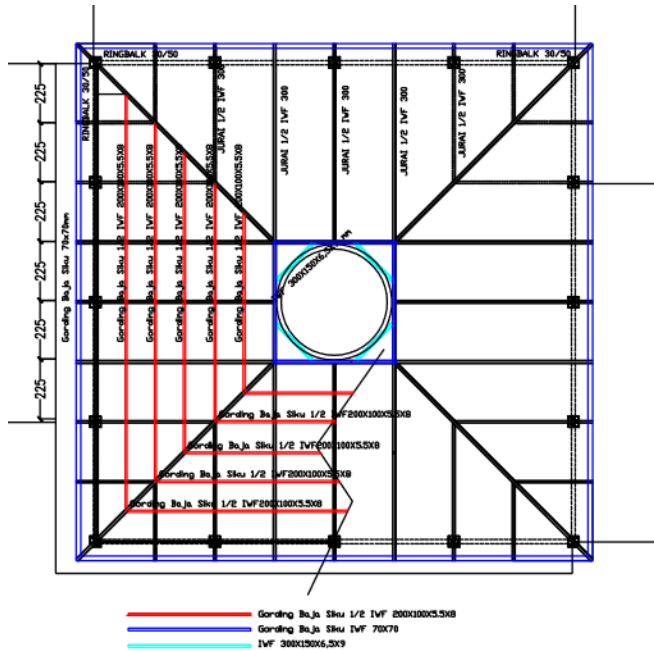 RINGBALK 30/50
RINGBALK 30/50
RINGBALK 30/50
225
225
225
225
225
225
Gording Baja Siku 70x70mm
Gording Baja Siku 1/2 IWF 200X100X5.5X8
Gording Baja Siku 1/2 IWF 200X100X5.5X8
Gording Baja Siku 1/2 IWF 200X100X5.5X8
Gording Baja Siku 1/2 IWF 200X100X5.5X8
Gording Baja Siku 1/2 IWF 200X100X5.5X8
JURAI 1/2 IWF 300
JURAI 1/2 IWF 300
JURAI 1/2 IWF 300
JURAI 1/2 IWF 300
JURAI 1/2 IWF 300
Gording Baja Siku 1/2 IWF200X100X5.5X8
Gording Baja Siku 1/2 IWF200X100X5.5X8
Gording Baja Siku 1/2 IWF200X100X5.5X8
Gording Baja Siku 1/2 IWF200X100X5.5X8
Gording Baja Siku 1/2 IWF 200X100X5.5X8
Gording Baja Siku IWF 70X70
IWF 300X150X6,5X9